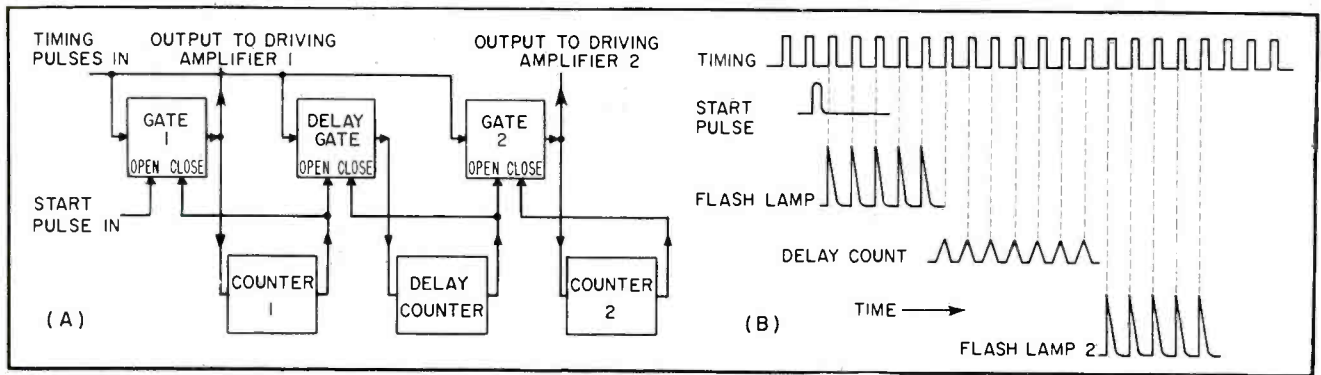 TIMING
PULSES IN
OUTPUT TO DRIVING
AMPLIFIER 1
OUTPUT TO DRIVING
AMPLIFIER 2
GATE
1
OPEN CLOSE
DELAY
GATE
OPEN CLOSE
GATE
2
OPEN CLOSE
START
PULSE IN
COUNTER
1
DELAY
COUNTER
COUNTER
2
(A)
TIMING
START
PULSE
FLASH LAMP
DELAY COUNT
TIME
(B)
FLASH LAMP 2